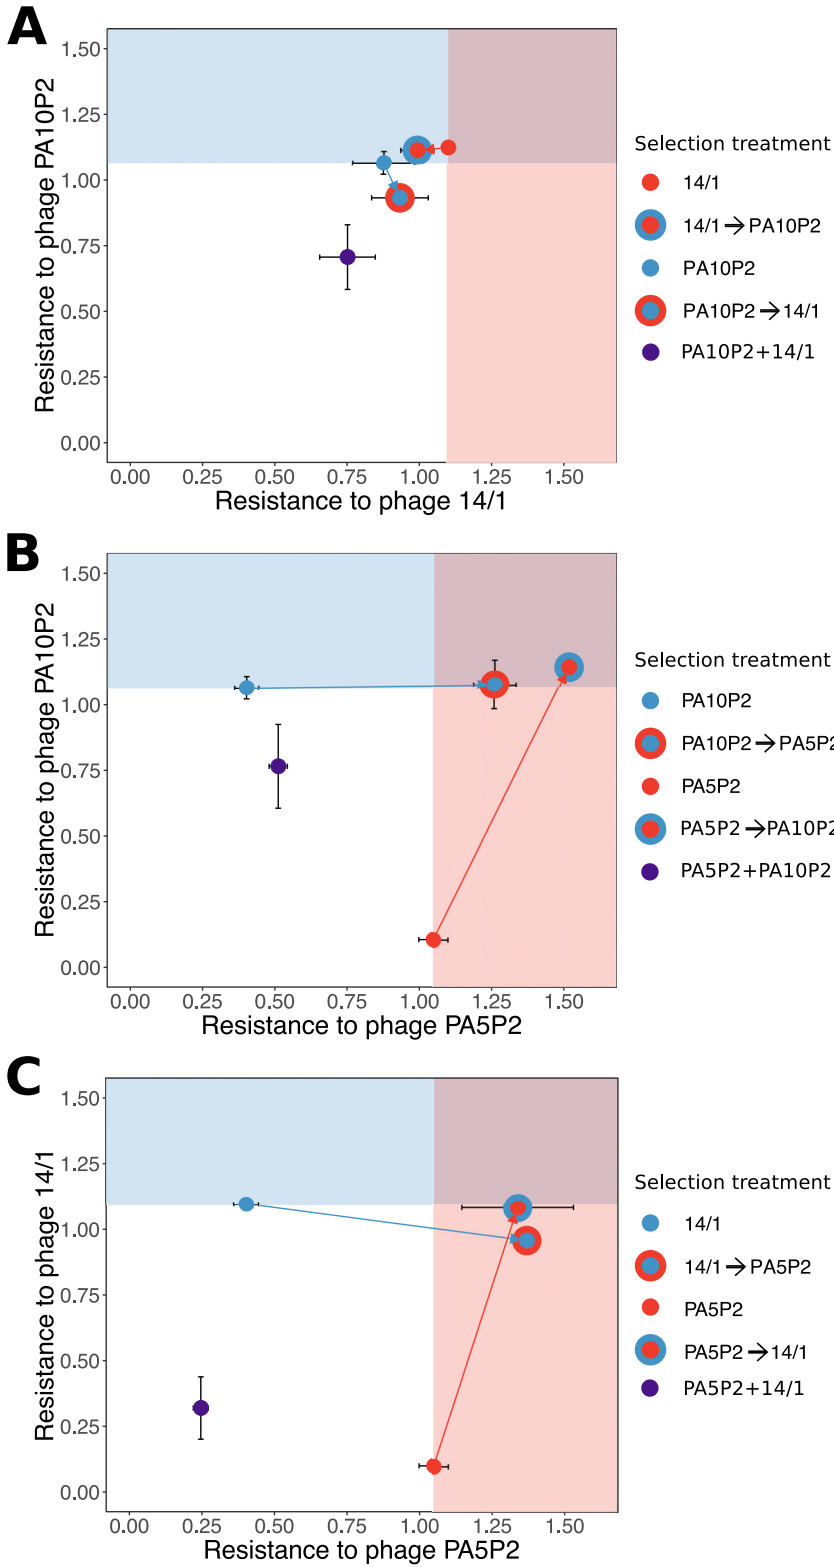 A
Resistance to phage PA10P2
1.50
1.25
1.00
0.75
0.50
0.25
0.00
0.00 0.25 0.50 0.75 1.00 1.25 1.50
Resistance to phage 14/1
Selection treatment
14/1
14/1→PA10P2
PA10P2
PA10P2→14/1
PA10P2+14/1
B
Resistance to phage PA10P2
1.50
1.25
1.00
0.75
0.50
0.25
0.00
0.00 0.25 0.50 0.75 1.00 1.25 1.50
Resistance to phage PA5P2
Selection treatment
PA10P2
PA10P2→PA5P2
PA5P2
PA5P2→PA10P2
PA5P2+PA10P2
C
Resistance to phage 14/1
1.50
1.25
1.00
0.75
0.50
0.25
0.00
0.00 0.25 0.50 0.75 1.00 1.25 1.50
Resistance to phage PA5P2
Selection treatment
14/1
14/1→PA5P2
PA5P2
PA5P2→14/1
PA5P2+14/1